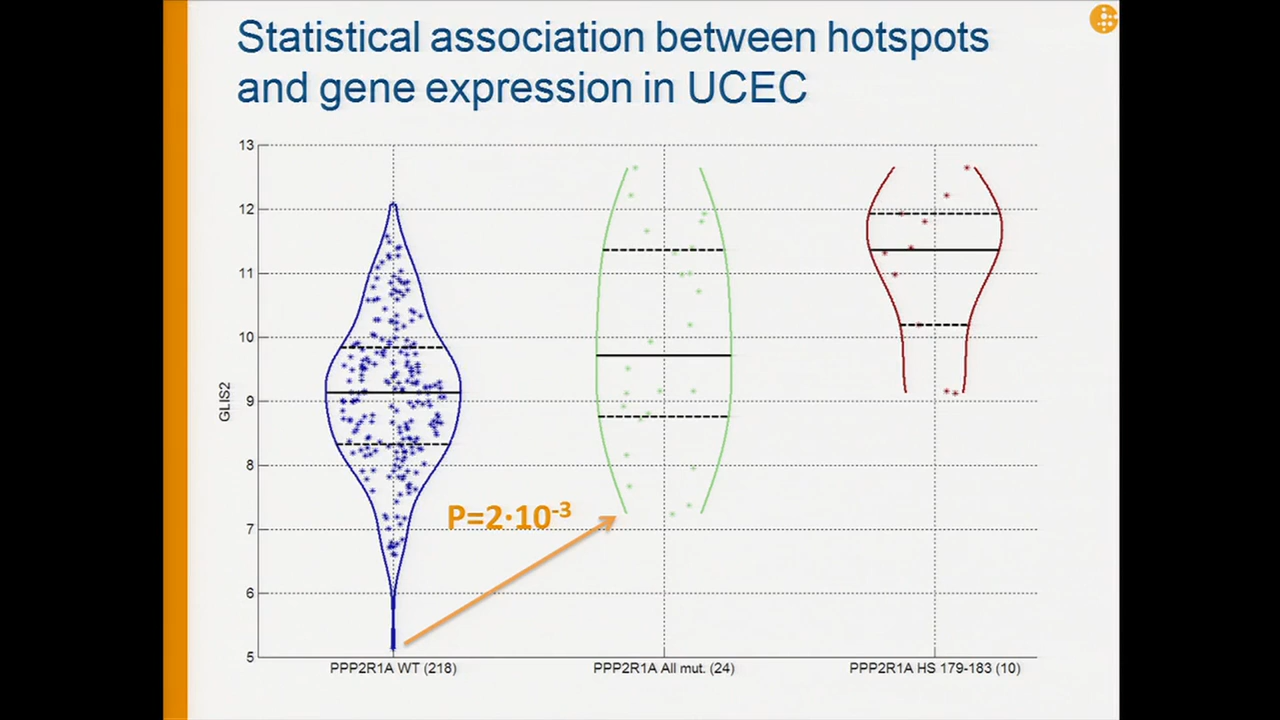 Statistical association between hotspots
and gene expression in UCEC
13
12
11
10
9
8
7
6
5
GLIS2
P=2·10-3
PPP2R1A WT (218)
PPP2R1A All mut. (24)
PPP2R1A HS 179-183 (10)